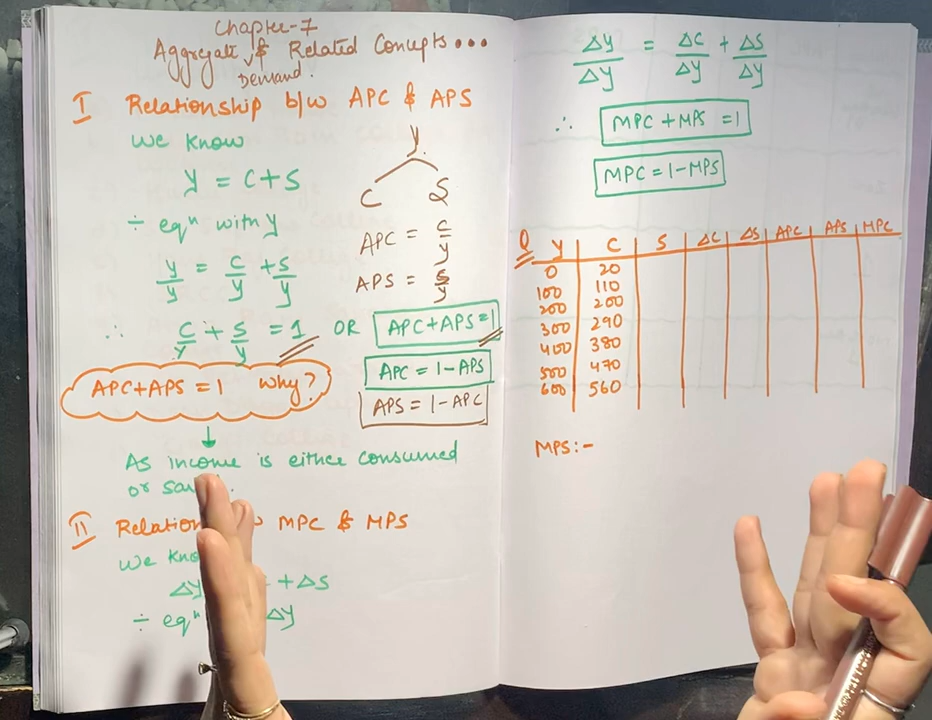 Chapter-7
Aggregate & Related Concepts...
Demand.
I Relationship b/w APC & APS
we know
y = C+S
÷ eqⁿ with y
y/y = C/y + S/y
∴ C/y + S/y = 1 OR APC+APS=1
y
C S
APC = C/y
APS = S/y
APC = 1-APS
APS = 1-APC
APC+APS = 1 why?
↓
As income is either consumed
or
II MPC & MPS
we
Δy +ΔS
÷ eqⁿ Δy
Δy/Δy = ΔC/Δy + ΔS/Δy
∴ MPC+MPS =1
MPC = 1-MPS
Q y C S ΔC ΔS APC APS MPC
0 20
100 110
200 200
300 290
400 380
500 470
600 560
MPS:-